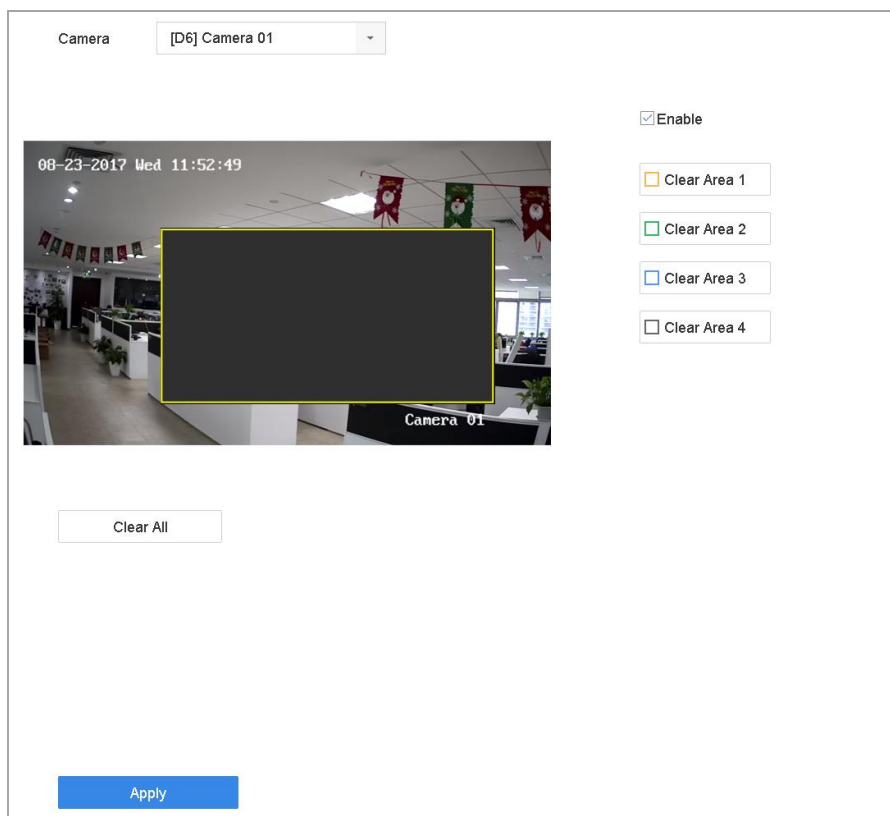 Camera [D6] Camera 01
Enable
08-23-2017 Wed 11:52:49
Clear Area 1
Clear Area 2
Clear Area 3
Clear Area 4
Camera 01
Clear All
Apply